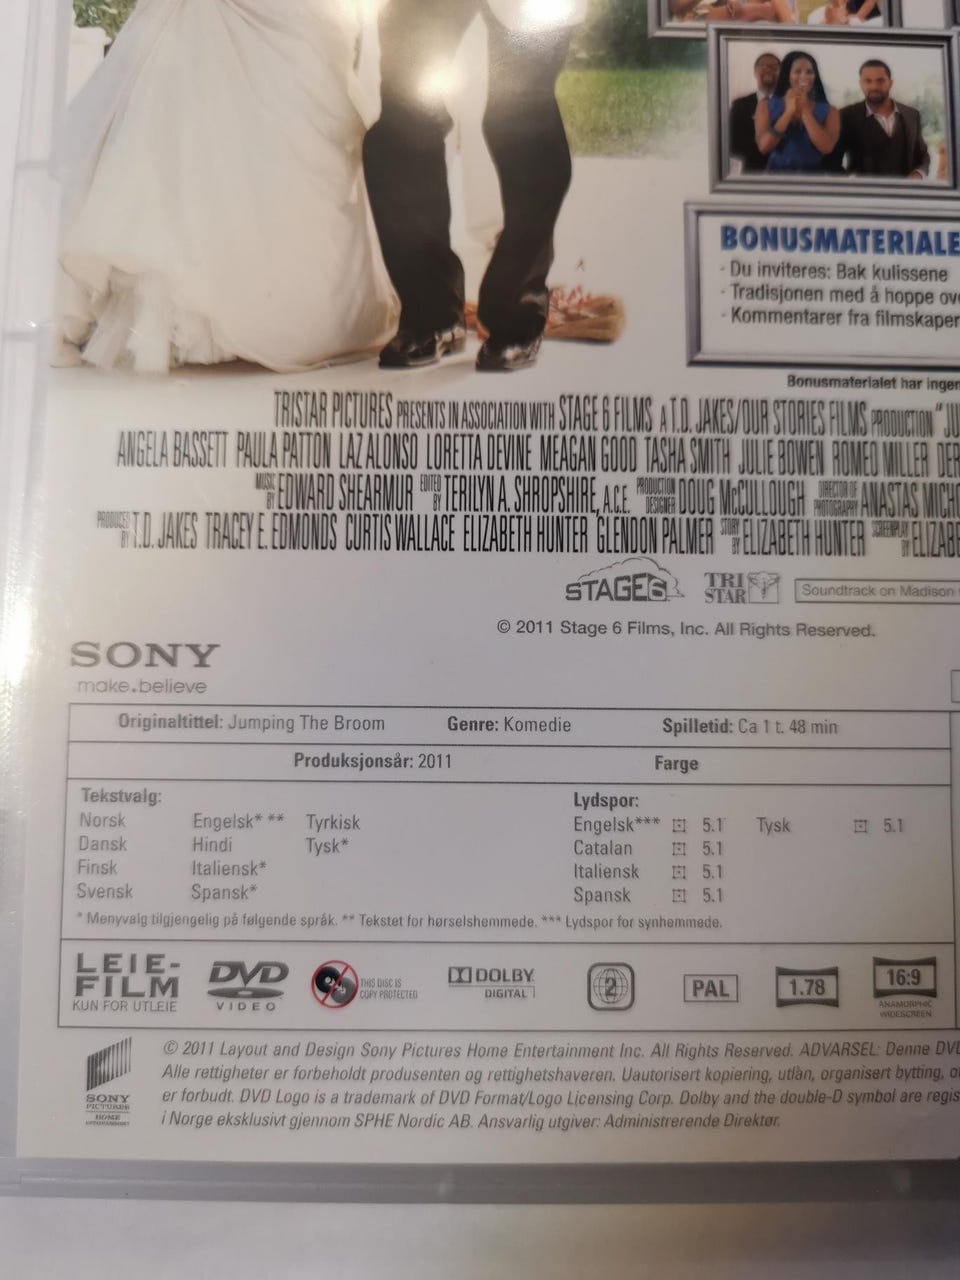 BONUSMATERIALE
- Du inviteres: Bak kulissene
- Tradisjonen med å hoppe ov
- Kommentarer fra filmskaper
Bonusmaterialet har ingen
TRISTAR PICTURES PRESENTS IN ASSOCIATION WITH STAGE 6 FILMS A T.D. JAKES/OUR STORIES FILMS PRODUCTION "JU
ANGELA BASSETT PAULA PATTON LAZ ALONSO LORETTA DEVINE MEAGAN GOOD TASHA SMITH JULIE BOWEN ROMEO MILLER DER
MUSIC BY EDWARD SHEARMUR EDITED BY TERILYN A. SHROPSHIRE, A.C.E. PRODUCTION DESIGNER DOUG McCULLOUGH DIRECTOR OF PHOTOGRAPHY ANASTAS MICHO
PRODUCED BY T.D. JAKES TRACEY E. EDMONDS CURTIS WALLACE ELIZABETH HUNTER GLENDON PALMER STORY BY ELIZABETH HUNTER SCREENPLAY BY ELIZABE
STAGE6 TRI STAR Soundtrack on Madison
© 2011 Stage 6 Films, Inc. All Rights Reserved.
SONY
make.believe
Originaltittel: Jumping The Broom Genre: Komedie Spilletid: Ca 1 t. 48 min
Produksjonsår: 2011 Farge
Tekstvalg: Lydspor:
Norsk Engelsk* ** Tyrkisk Engelsk*** 5.1 Tysk 5.1
Dansk Hindi Tysk* Catalan 5.1
Finsk Italiensk* Italiensk 5.1
Svensk Spansk* Spansk 5.1
* Menyvalg tilgjengelig på følgende språk. ** Tekstet for hørselshemmede. *** Lydspor for synhemmede.
LEIE-
FILM
KUN FOR UTLEIE
DVD
VIDEO
THIS DISC IS
COPY PROTECTED
DOLBY
DIGITAL
2
PAL
1.78
16:9
ANAMORPHIC
WIDESCREEN
© 2011 Layout and Design Sony Pictures Home Entertainment Inc. All Rights Reserved. ADVARSEL: Denne DVD
Alle rettigheter er forbeholdt produsenten og rettighetshaveren. Uautorisert kopiering, utlån, organisert bytting, o
er forbudt. DVD Logo is a trademark of DVD Format/Logo Licensing Corp. Dolby and the double-D symbol are regis
i Norge eksklusivt gjennom SPHE Nordic AB. Ansvarlig utgiver: Administrerende Direktør.
SONY
PICTURES
HOME
ENTERTAINMENT